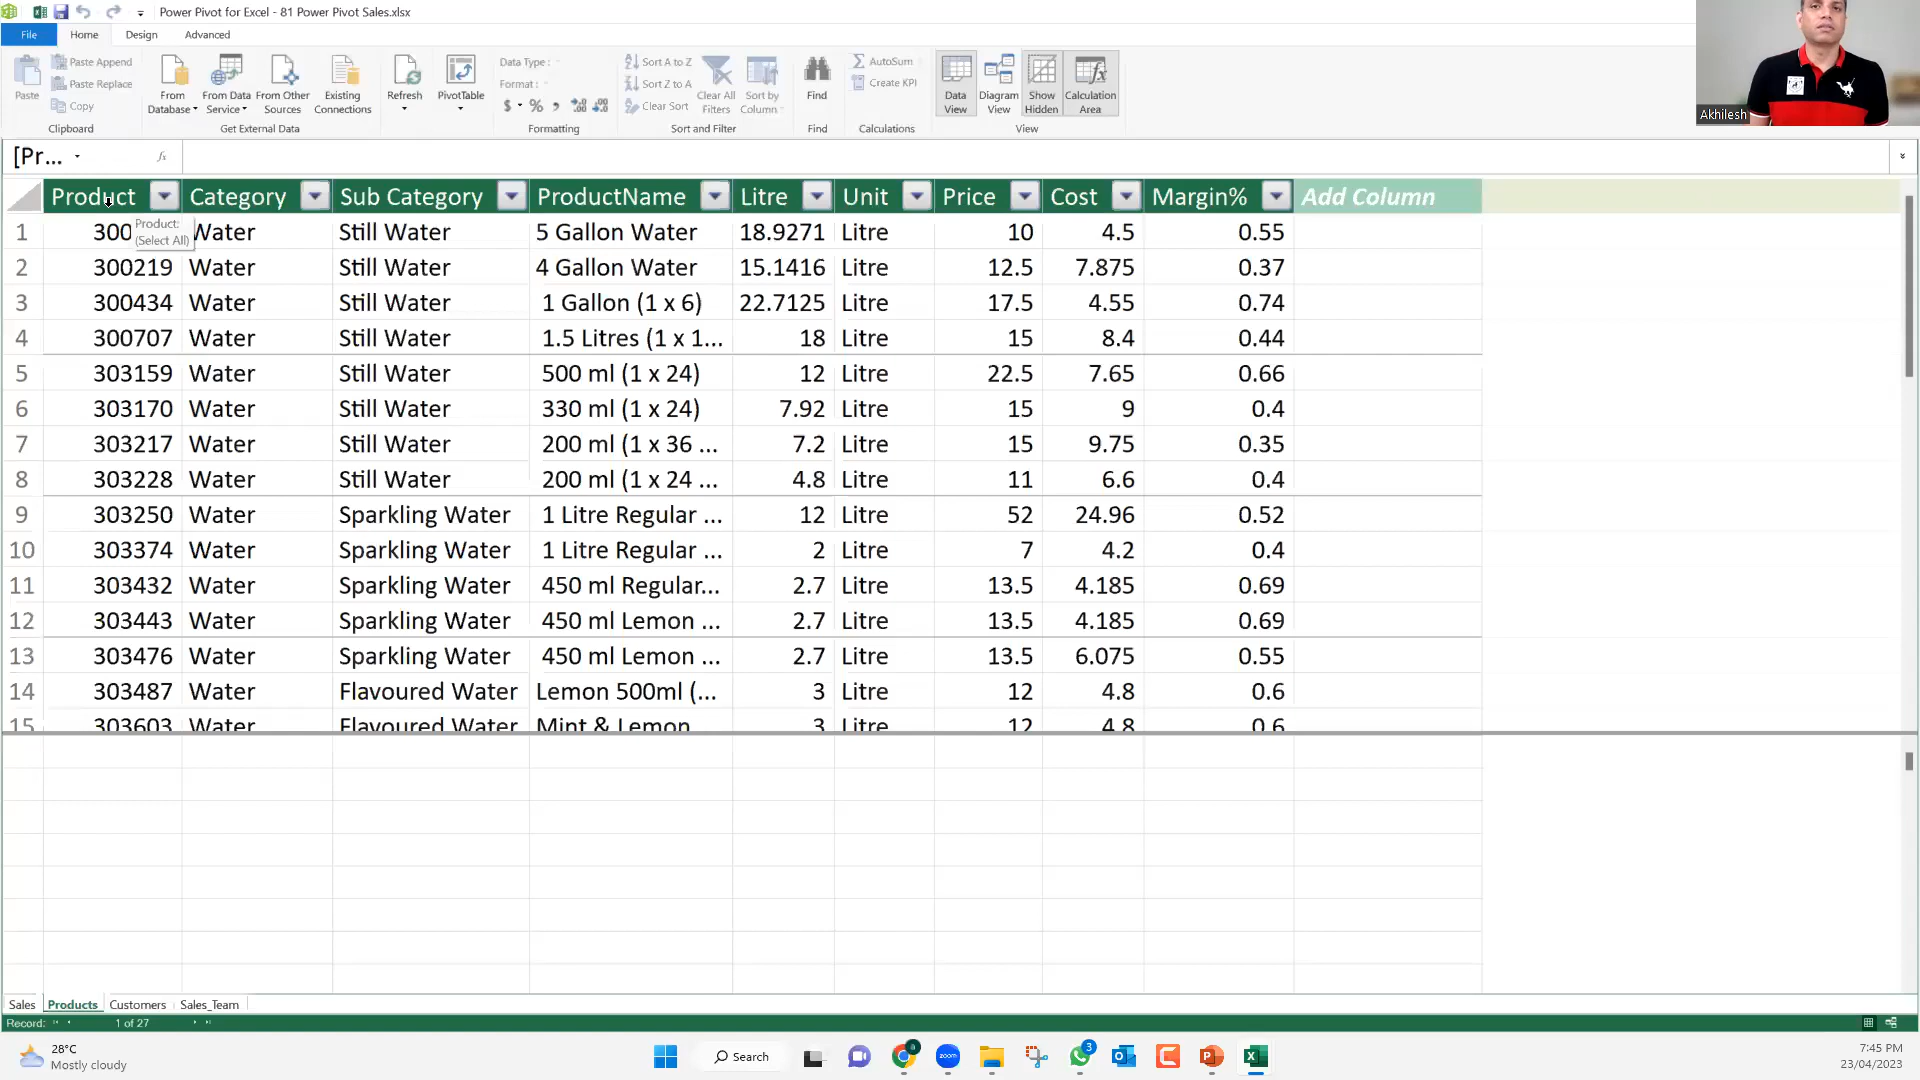 Power Pivot for Excel - 81 Power Pivot Sales.xlsx
File Home Design Advanced
Paste
Paste Append
Paste Replace
Copy
Clipboard
From Database
From Data Service
From Other Sources
Existing Connections
Get External Data
Refresh
PivotTable
Data Type :
Format :
$ % ,
Formatting
Sort A to Z
Sort Z to A
Clear Sort
Clear All Filters
Sort by Column
Sort and Filter
Find
Find
AutoSum
Create KPI
Calculations
Data View
Diagram View
Show Hidden
Calculation Area
View
Akhilesh
[Pr... fx
Product Category Sub Category ProductName Litre Unit Price Cost Margin% Add Column
Product:
(Select All)
1 300 Water Still Water 5 Gallon Water 18.9271 Litre 10 4.5 0.55
2 300219 Water Still Water 4 Gallon Water 15.1416 Litre 12.5 7.875 0.37
3 300434 Water Still Water 1 Gallon (1 x 6) 22.7125 Litre 17.5 4.55 0.74
4 300707 Water Still Water 1.5 Litres (1 x 1... 18 Litre 15 8.4 0.44
5 303159 Water Still Water 500 ml (1 x 24) 12 Litre 22.5 7.65 0.66
6 303170 Water Still Water 330 ml (1 x 24) 7.92 Litre 15 9 0.4
7 303217 Water Still Water 200 ml (1 x 36 ... 7.2 Litre 15 9.75 0.35
8 303228 Water Still Water 200 ml (1 x 24 ... 4.8 Litre 11 6.6 0.4
9 303250 Water Sparkling Water 1 Litre Regular ... 12 Litre 52 24.96 0.52
10 303374 Water Sparkling Water 1 Litre Regular ... 2 Litre 7 4.2 0.4
11 303432 Water Sparkling Water 450 ml Regular... 2.7 Litre 13.5 4.185 0.69
12 303443 Water Sparkling Water 450 ml Lemon ... 2.7 Litre 13.5 4.185 0.69
13 303476 Water Sparkling Water 450 ml Lemon ... 2.7 Litre 13.5 6.075 0.55
14 303487 Water Flavoured Water Lemon 500ml (... 3 Litre 12 4.8 0.6
15 303603 Water Flavoured Water Mint & Lemon 3 Litre 12 4.8 0.6
Sales Products Customers Sales_Team
Record: 1 of 27
28°C
Mostly cloudy
Search
zoom
3
7:45 PM
23/04/2023